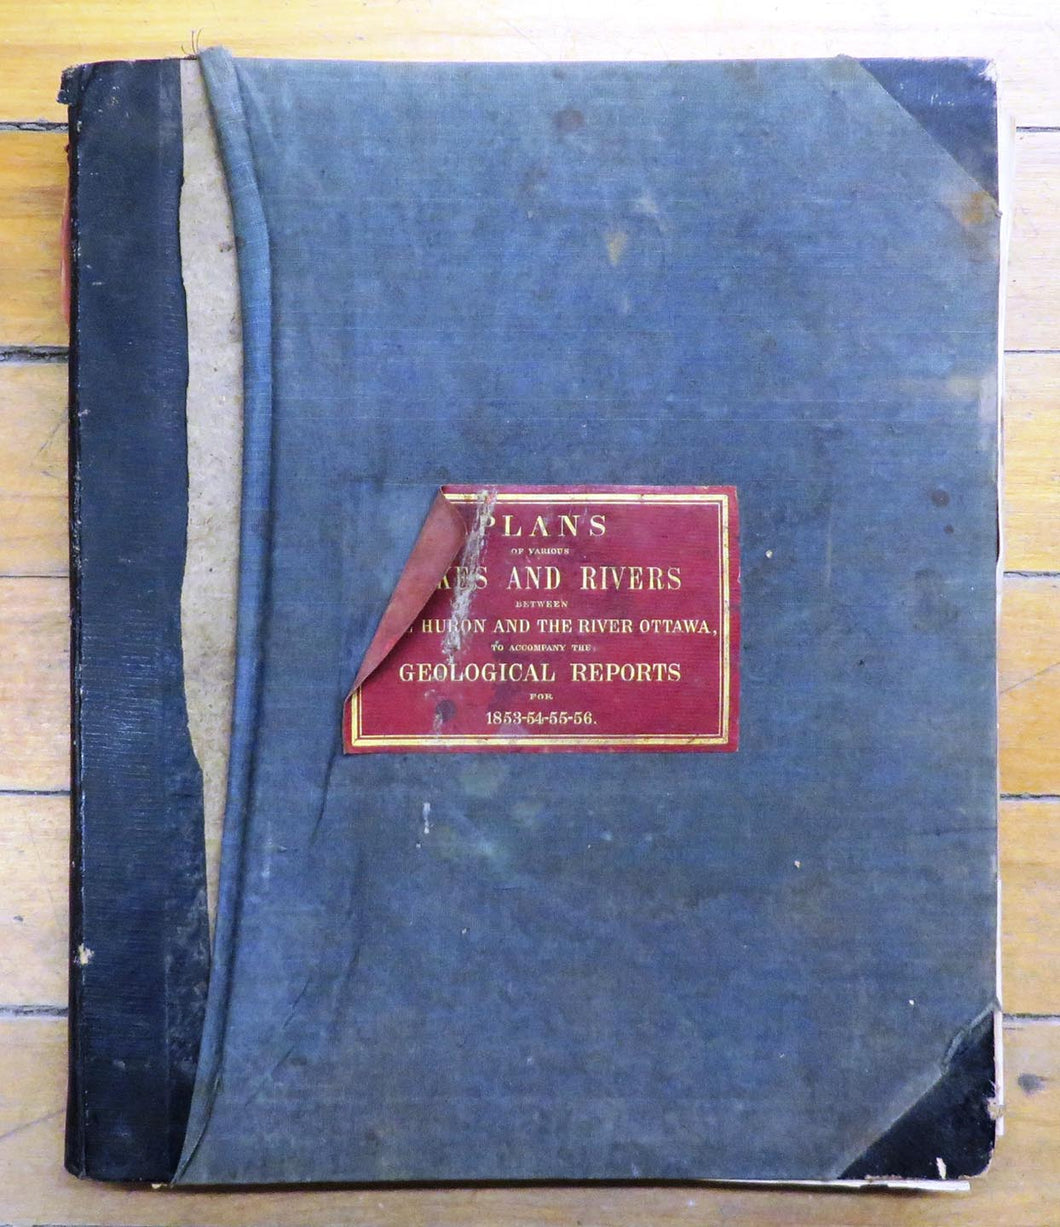 PLANS
OF VARIOUS
KES AND RIVERS
BETWEEN
E HURON AND THE RIVER OTTAWA,
TO ACCOMPANY THE
GEOLOGICAL REPORTS
FOR
1853-54-55-56.